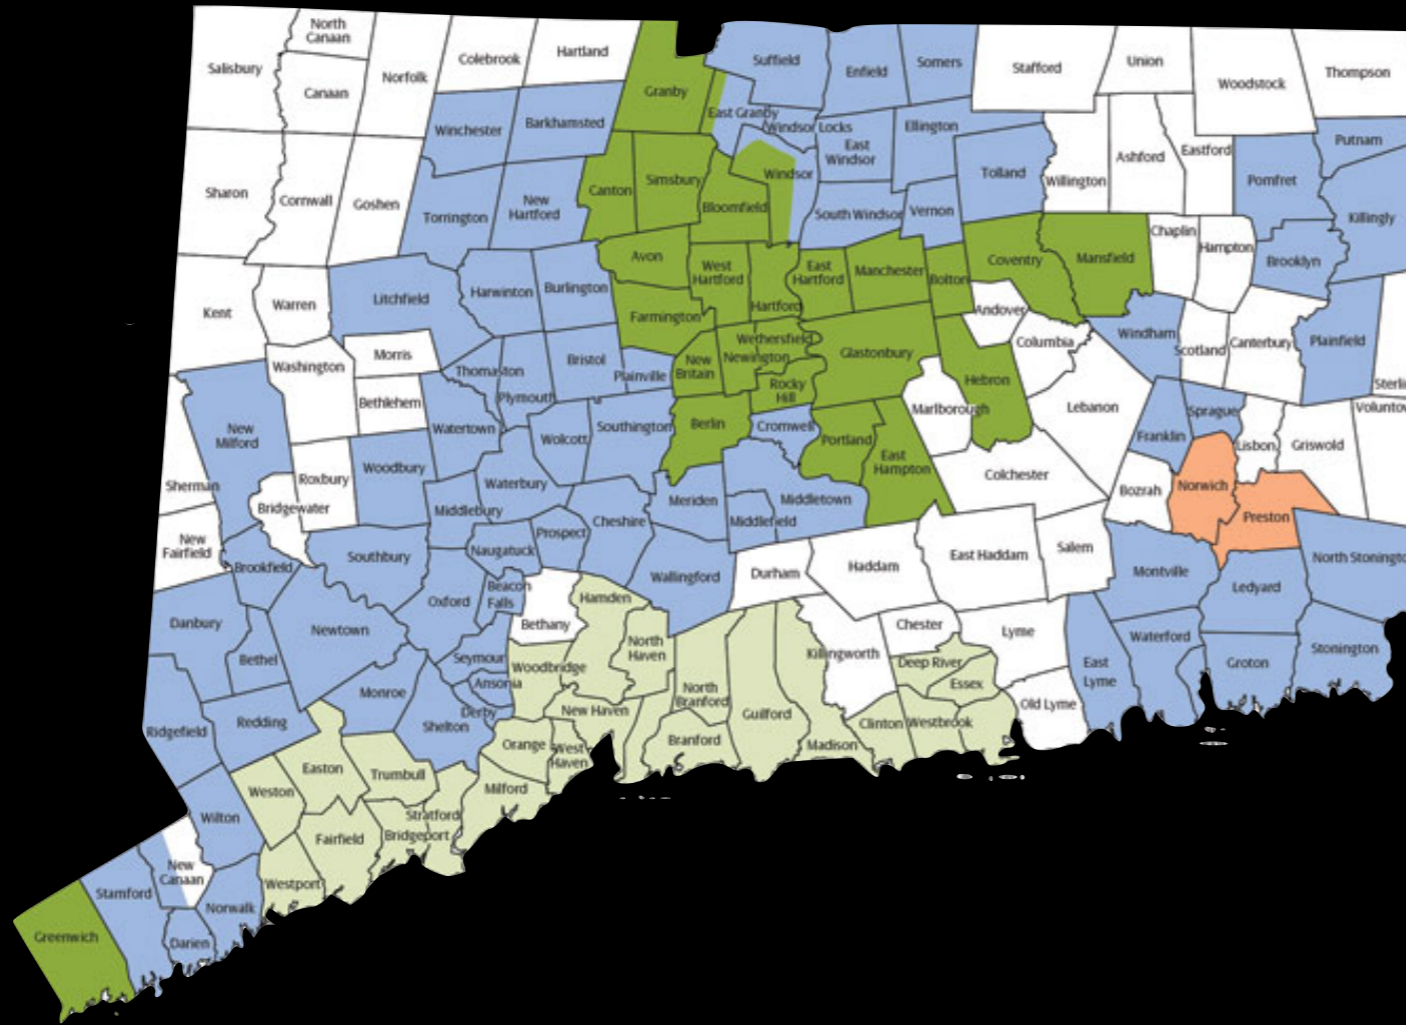 North
Canaan
Salisbury
Canaan
Norfolk
Colebrook
Hartland
Granby
Suffield
Enfield
Somers
Stafford
Union
Woodstock
Thompson
Winchester
Barkhamsted
East Granby
Windsor Locks
East
Windsor
Ellington
Tolland
Willington
Ashford
Eastford
Pomfret
Putnam
Killingly
Sharon
Cornwall
Goshen
Torrington
New
Hartford
Canton
Simsbury
Bloomfield
Windsor
South Windsor
Vernon
Coventry
Mansfield
Chaplin
Hampton
Brooklyn
Kent
Warren
Litchfield
Harwinton
Burlington
Avon
West
Hartford
Hartford
East
Hartford
Manchester
Bolton
Andover
Columbia
Windham
Scotland
Canterbury
Plainfield
Sterli
Washington
Morris
Bethlehem
Thomaston
Plymouth
Bristol
Plainville
Farmington
New
Britain
Newington
Wethersfield
Rocky
Hill
Glastonbury
Marlborough
Hebron
Lebanon
Franklin
Sprague
Lisbon
Griswold
Volunto
New
Milford
Sherman
Roxbury
Bridgewater
Woodbury
Watertown
Wolcott
Southington
Berlin
Cromwell
Portland
East
Hampton
Colchester
Bozrah
Norwich
Preston
North Stoningto
New
Fairfield
Brookfield
Southbury
Middlebury
Waterbury
Naugatuck
Prospect
Cheshire
Meriden
Middlefield
Middletown
Wallingford
Durham
Haddam
East Haddam
Salem
Montville
Ledyard
Danbury
Bethel
Newtown
Oxford
Beacon
Falls
Bethany
Hamden
North
Haven
Woodbridge
Seymour
Ansonia
Derby
Shelton
Monroe
Killingworth
Chester
Deep River
Essex
Lyme
Old Lyme
East
Lyme
Waterford
Groton
Stonington
Ridgefield
Redding
Easton
Trumbull
Weston
Orange
West
Haven
New Haven
North
Branford
Branford
Guilford
Madison
Clinton
Westbrook
Milford
Stratford
Bridgeport
Fairfield
Westport
Wilton
New
Canaan
Norwalk
Darien
Stamford
Greenwich